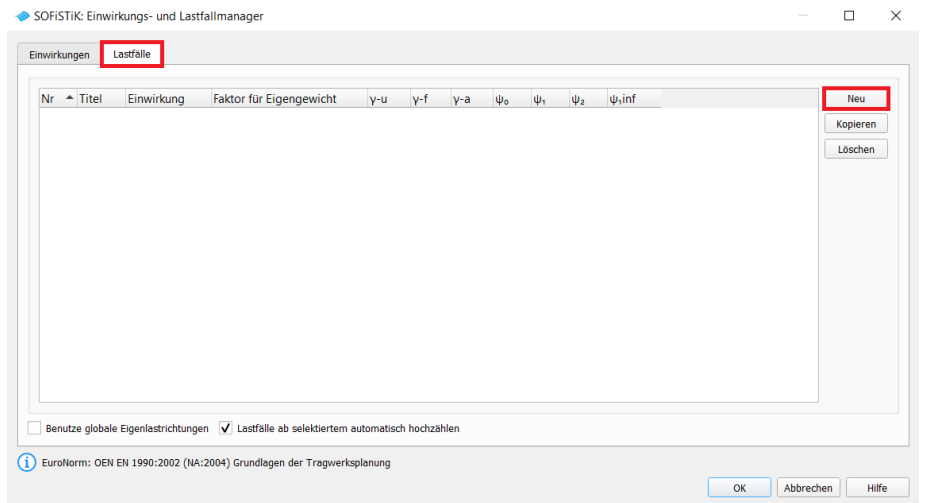 SOFiSTiK: Einwirkungs- und Lastfallmanager
Einwirkungen Lastfälle
Nr Titel Einwirkung Faktor für Eigengewicht γ-u γ-f γ-a ψ₀ ψ₁ ψ₂ ψ₁inf
Neu
Kopieren
Löschen
Benutze globale Eigenlastrichtungen Lastfälle ab selektiertem automatisch hochzählen
EuroNorm: OEN EN 1990:2002 (NA:2004) Grundlagen der Tragwerksplanung
OK Abbrechen Hilfe